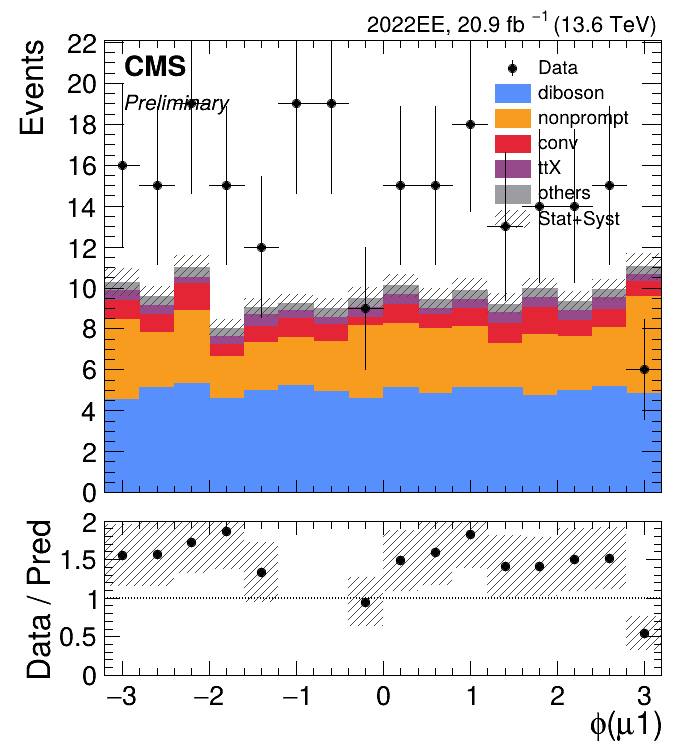 2022EE, 20.9 fb⁻¹ (13.6 TeV)
Events
22
20
18
16
14
12
10
8
6
4
2
0
CMS
Preliminary
Data
diboson
nonprompt
conv
ttX
others
Stat+Syst
Data / Pred
2
1.5
1
0.5
0
−3 −2 −1 0 1 2 3
ϕ(μ1)